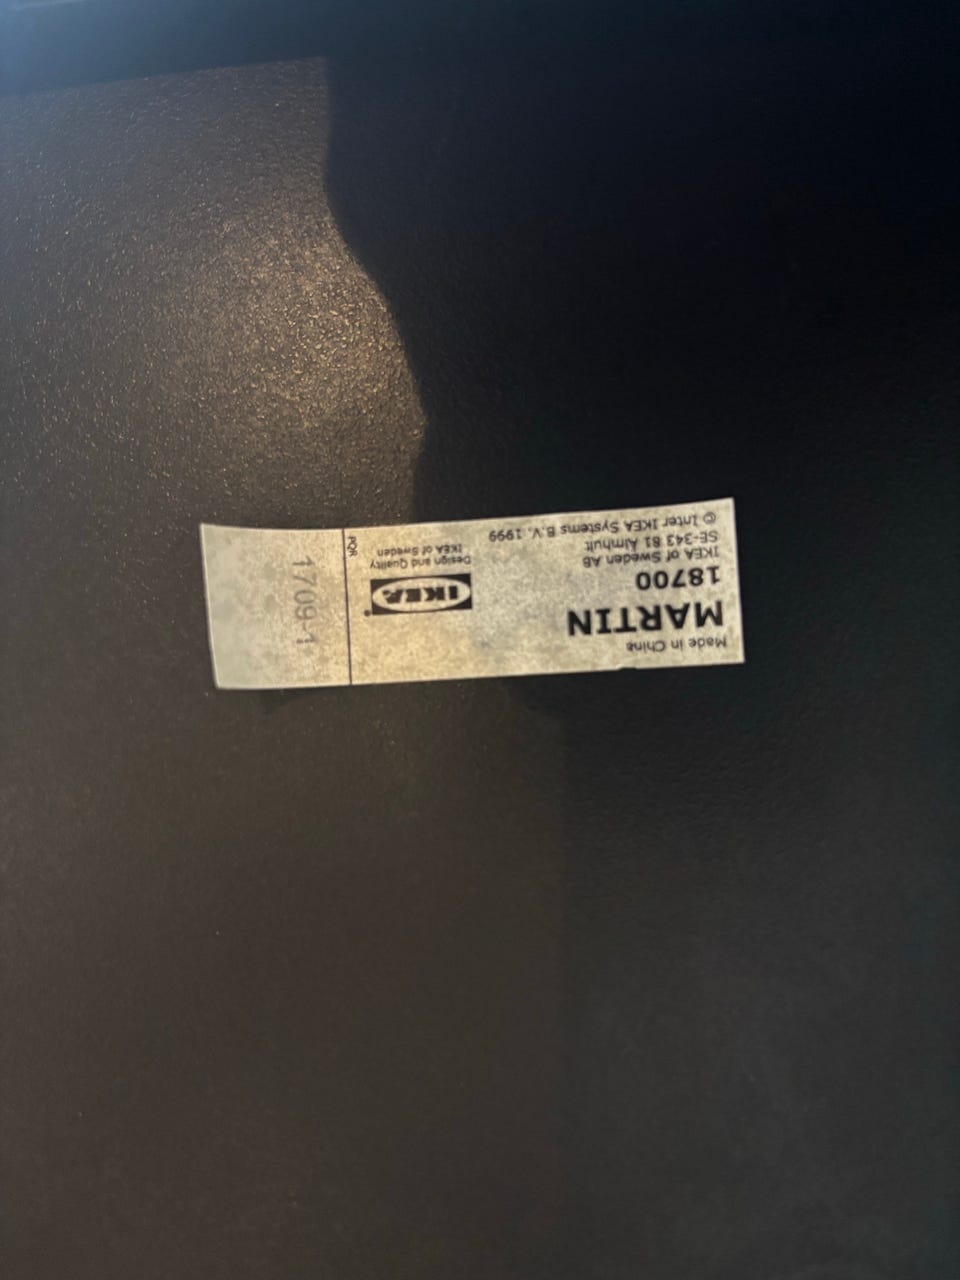 Made in China
MARTIN
18700
IKEA of Sweden AB
SE-343 81 Älmhult
© Inter IKEA Systems B.V. 1999
IKEA®
Design and Quality
IKEA of Sweden
PQR
1709-1